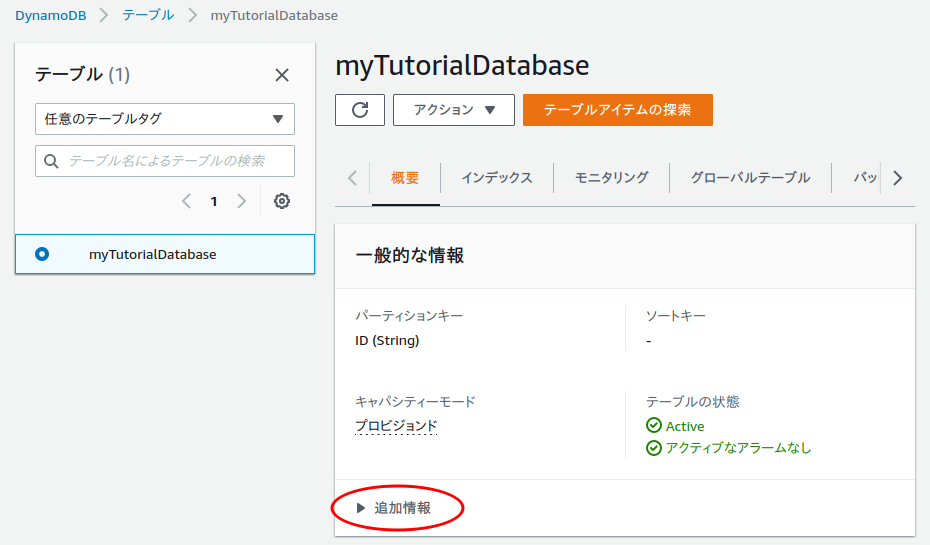 DynamoDB > テーブル > myTutorialDatabase
テーブル (1)
任意のテーブルタグ
テーブル名によるテーブルの検索
1
myTutorialDatabase
myTutorialDatabase
アクション
テーブルアイテムの探索
概要 インデックス モニタリング グローバルテーブル バッ
一般的な情報
パーティションキー
ID (String)
ソートキー
-
キャパシティーモード
プロビジョンド
テーブルの状態
Active
アクティブなアラームなし
追加情報